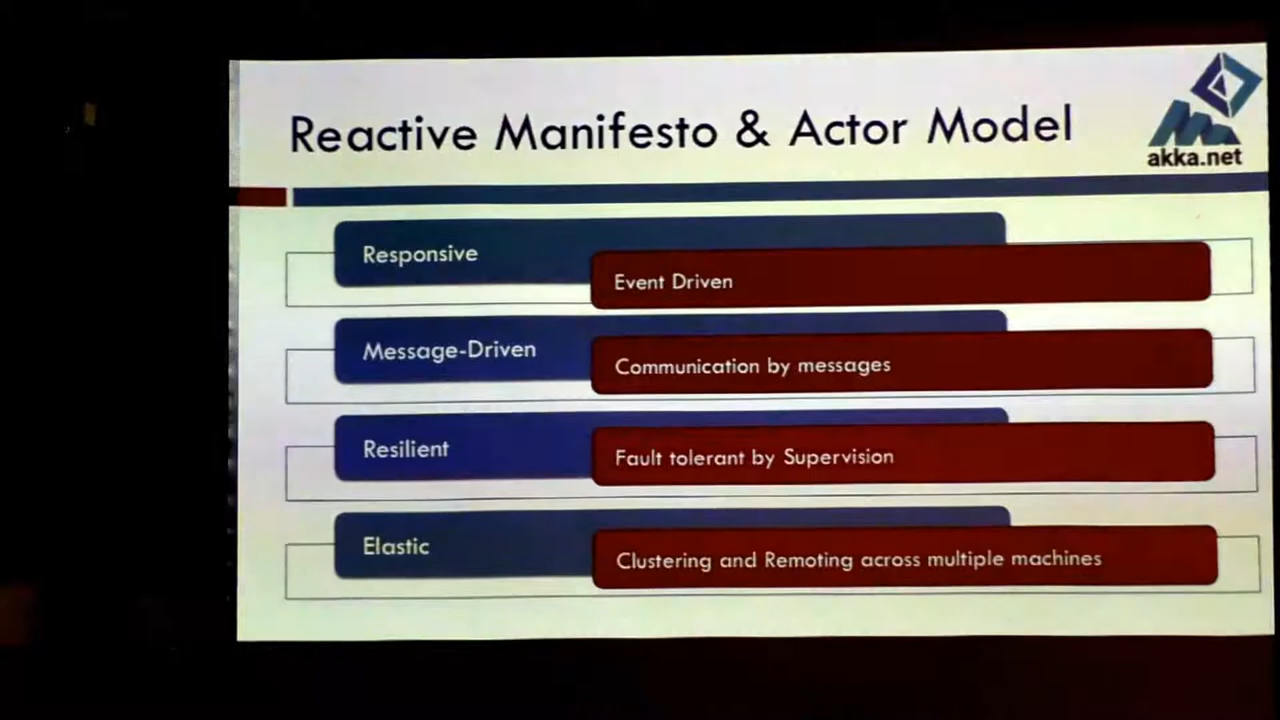 Reactive Manifesto & Actor Model
akka.net
Responsive
Event Driven
Message-Driven
Communication by messages
Resilient
Fault tolerant by Supervision
Elastic
Clustering and Remoting across multiple machines